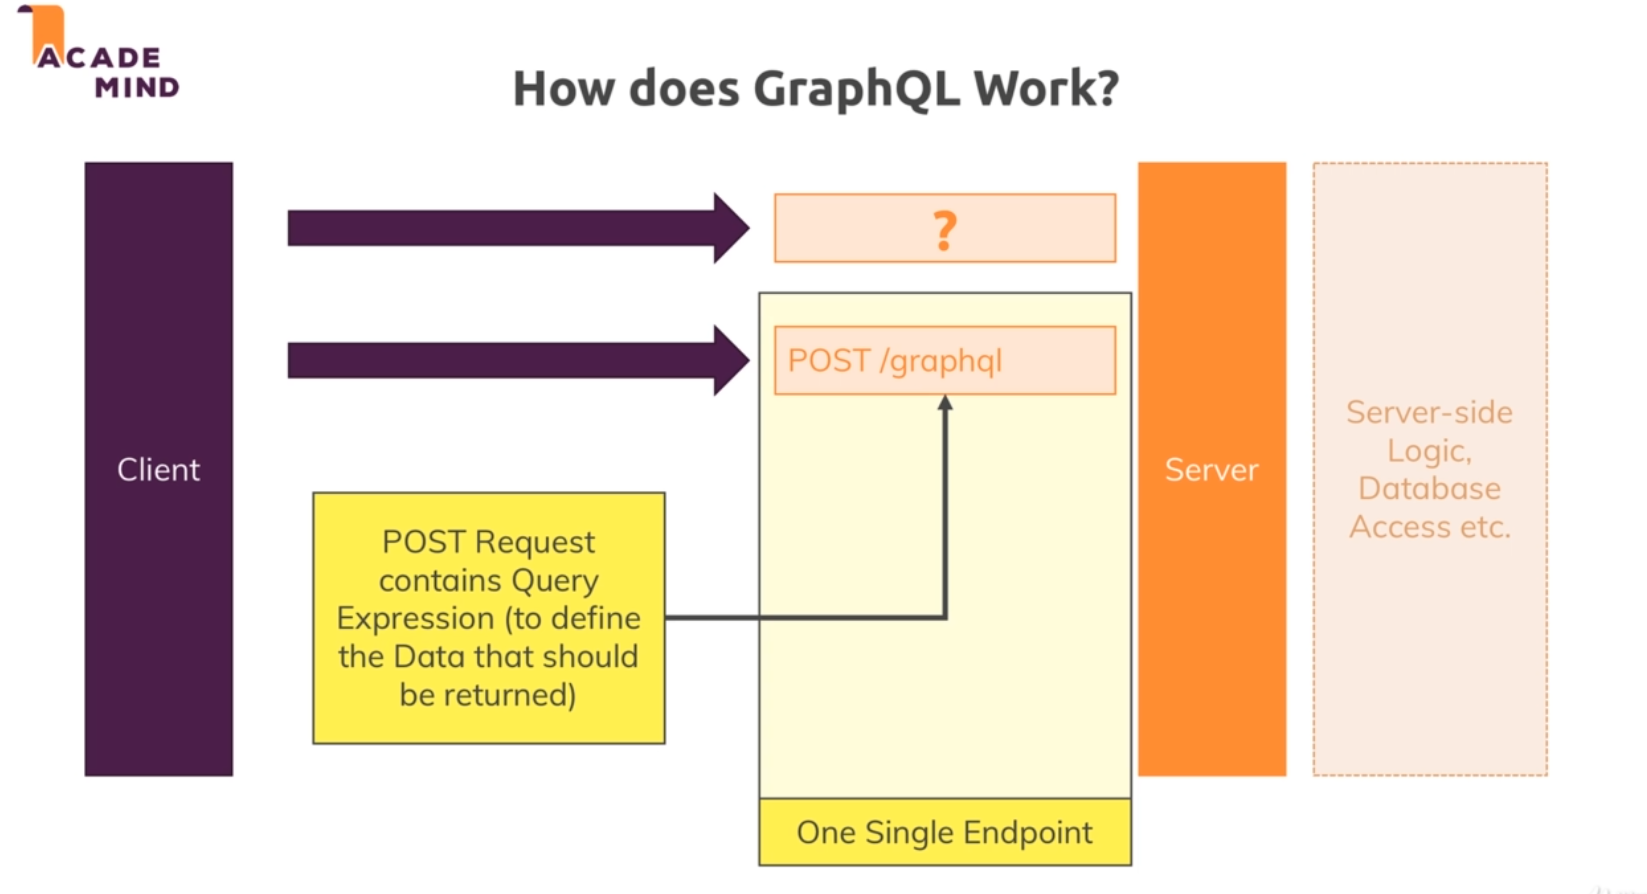 ACADE
MIND
How does GraphQL Work?
?
POST /graphql
Client
POST Request
contains Query
Expression (to define
the Data that should
be returned)
Server
Server-side
Logic,
Database
Access etc.
One Single Endpoint